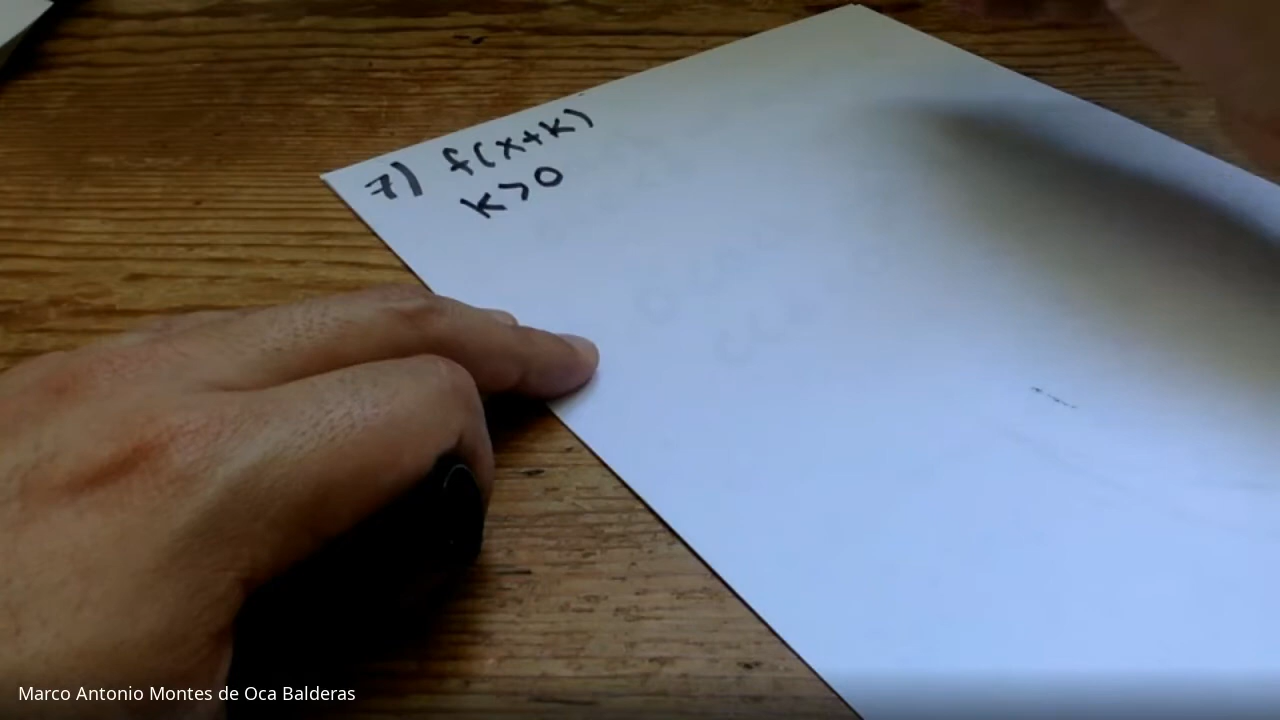 7) f(x+k)
k>0
Marco Antonio Montes de Oca Balderas